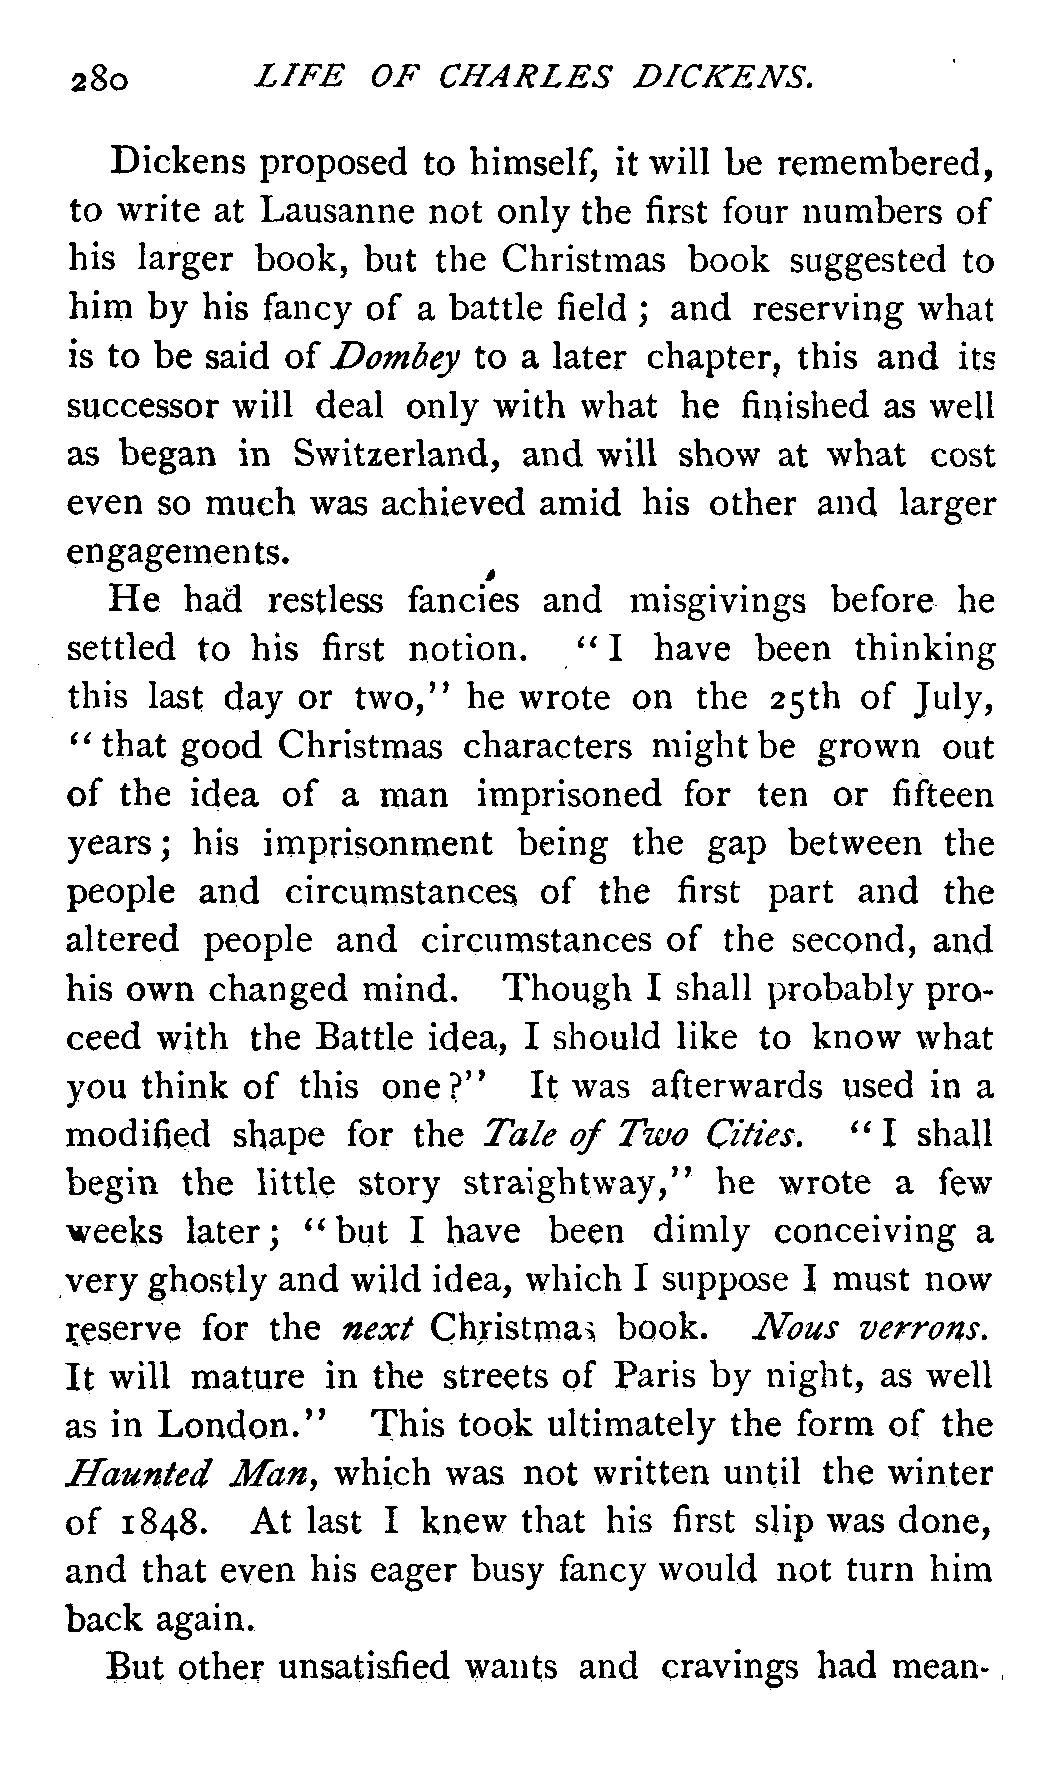 280 LIFE OF CHARLES DICKENS.
Dickens proposed to himself, it will be remembered,
to write at Lausanne not only the first four numbers of
his larger book, but the Christmas book suggested to
him by his fancy of a battle field ; and reserving what
is to be said of Dombey to a later chapter, this and its
successor will deal only with what he finished as well
as began in Switzerland, and will show at what cost
even so much was achieved amid his other and larger
engagements.
He had restless fancies and misgivings before he
settled to his first notion. “ I have been thinking
this last day or two,” he wrote on the 25th of July,
“ that good Christmas characters might be grown out
of the idea of a man imprisoned for ten or fifteen
years ; his imprisonment being the gap between the
people and circumstances of the first part and the
altered people and circumstances of the second, and
his own changed mind. Though I shall probably pro-
ceed with the Battle idea, I should like to know what
you think of this one ?” It was afterwards used in a
modified shape for the Tale of Two Cities. “ I shall
begin the little story straightway,” he wrote a few
weeks later ; “ but I have been dimly conceiving a
very ghostly and wild idea, which I suppose I must now
reserve for the next Christmas book. Nous verrons.
It will mature in the streets of Paris by night, as well
as in London.” This took ultimately the form of the
Haunted Man, which was not written until the winter
of 1848. At last I knew that his first slip was done,
and that even his eager busy fancy would not turn him
back again.
But other unsatisfied wants and cravings had mean-